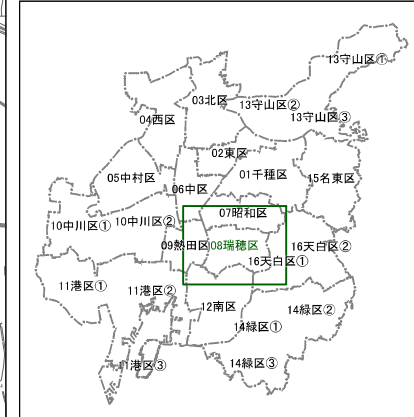 13守山区①
03北区
13守山区②
13守山区③
04西区
02東区
01千種区
05中村区
15名東区
06中区
07昭和区
10中川区①
10中川区②
09熱田区
08瑞穂区
16天白区②
16天白区①
11港区①
11港区②
12南区
14緑区②
14緑区①
14緑区③
1港区③